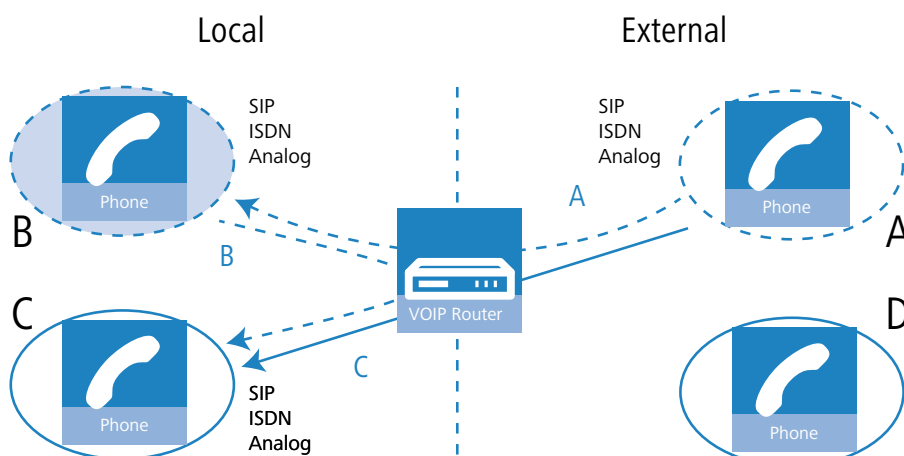 Local
External
SIP
ISDN
Analog
SIP
ISDN
Analog
Phone
Phone
A
B
A
B
VOIP Router
C
D
C
SIP
ISDN
Analog
Phone
Phone